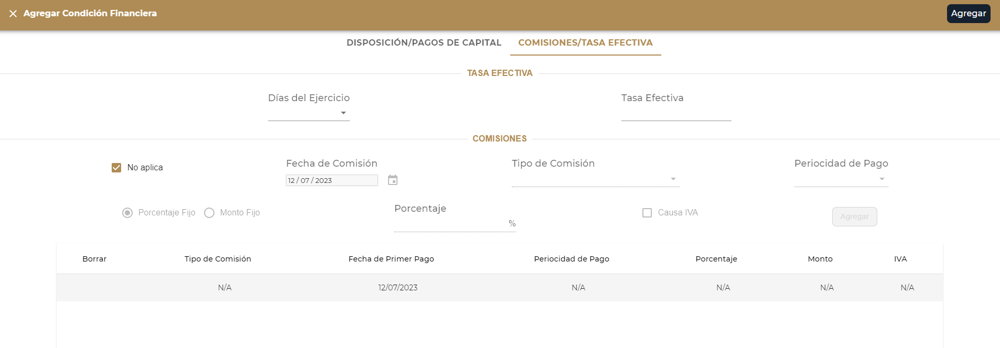 Agregar Condición Financiera
Agregar
DISPOSICIÓN/PAGOS DE CAPITAL
COMISIONES/TASA EFECTIVA
TASA EFECTIVA
Días del Ejercicio
Tasa Efectiva
COMISIONES
No aplica
Fecha de Comisión
12 / 07 / 2023
Tipo de Comisión
Periocidad de Pago
Porcentaje Fijo
Monto Fijo
Porcentaje
%
Causa IVA
Agregar
Borrar Tipo de Comisión Fecha de Primer Pago Periocidad de Pago Porcentaje Monto IVA
N/A 12/07/2023 N/A N/A N/A N/A